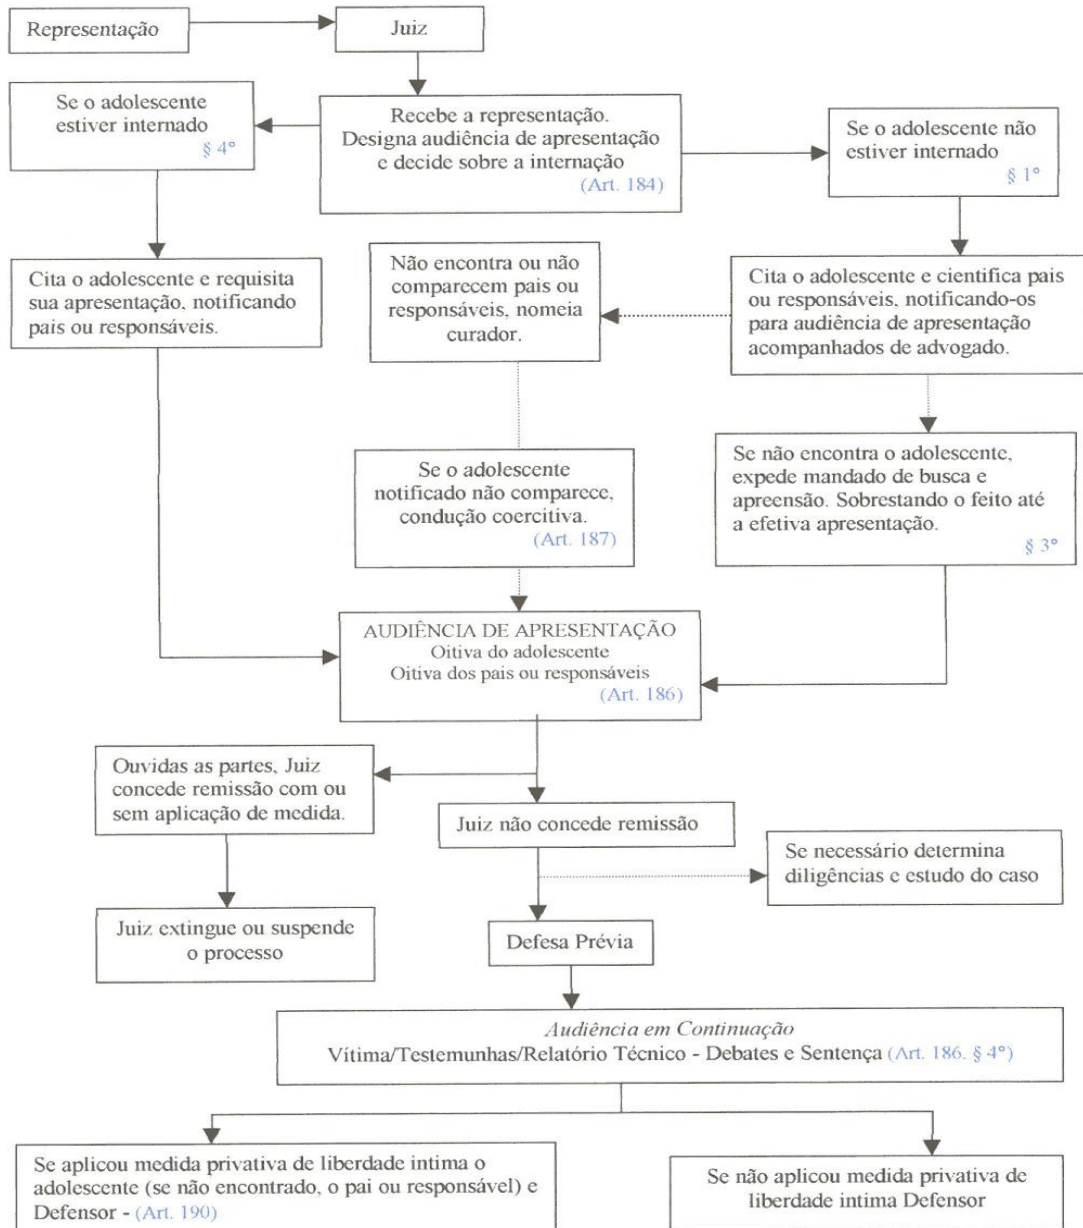 Representação
Juiz
Se o adolescente
estiver internado
§ 4°
Recebe a representação.
Designa audiência de apresentação
e decide sobre a internação
(Art. 184)
Se o adolescente não
estiver internado
§ 1°
Cita o adolescente e requisita
sua apresentação, notificando
pais ou responsáveis.
Não encontra ou não
comparecem pais ou
responsáveis, nomeia
curador.
Cita o adolescente e cientifica pais
ou responsáveis, notificando-os
para audiência de apresentação
acompanhados de advogado.
Se o adolescente
notificado não comparece,
condução coercitiva.
(Art. 187)
Se não encontra o adolescente,
expede mandado de busca e
apreensão. Sobrestando o feito até
a efetiva apresentação.
§ 3°
AUDIÊNCIA DE APRESENTAÇÃO
Oitiva do adolescente
Oitiva dos pais ou responsáveis
(Art. 186)
Ouvidas as partes, Juiz
concede remissão com ou
sem aplicação de medida.
Juiz não concede remissão
Se necessário determina
diligências e estudo do caso
Juiz extingue ou suspende
o processo
Defesa Prévia
Audiência em Continuação
Vítima/Testemunhas/Relatório Técnico - Debates e Sentença (Art. 186. § 4°)
Se aplicou medida privativa de liberdade intima o
adolescente (se não encontrado, o pai ou responsável) e
Defensor - (Art. 190)
Se não aplicou medida privativa de
liberdade intima Defensor